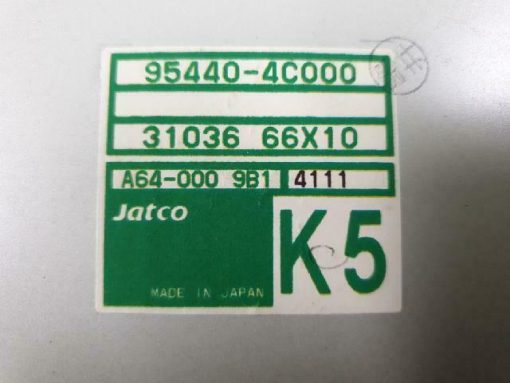 95440-4C000
31036 66X10
A64-000 9B1 4111
Jatco
K5
MADE IN JAPAN